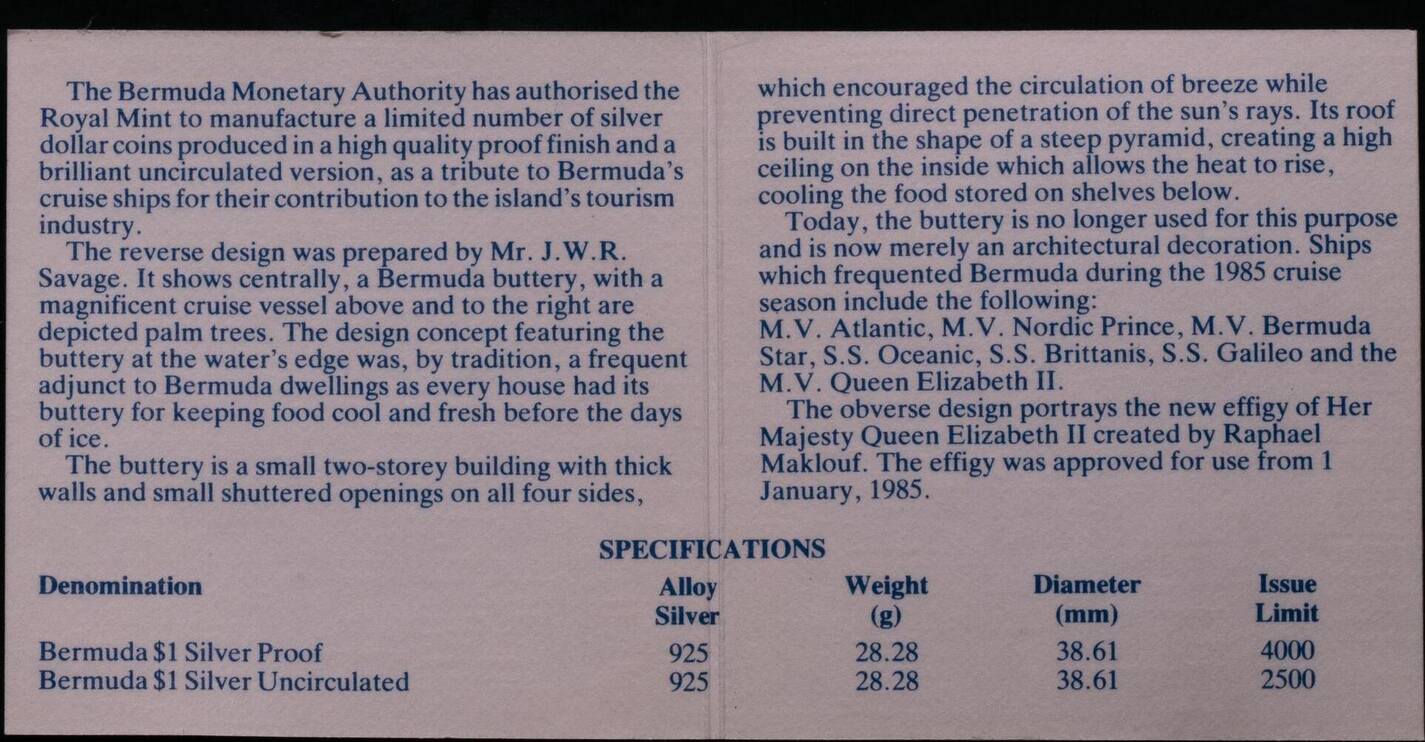 The Bermuda Monetary Authority has authorised the
Royal Mint to manufacture a limited number of silver
dollar coins produced in a high quality proof finish and a
brilliant uncirculated version, as a tribute to Bermuda's
cruise ships for their contribution to the island's tourism
industry.
The reverse design was prepared by Mr. J.W.R.
Savage. It shows centrally, a Bermuda buttery, with a
magnificent cruise vessel above and to the right are
depicted palm trees. The design concept featuring the
buttery at the water's edge was, by tradition, a frequent
adjunct to Bermuda dwellings as every house had its
buttery for keeping food cool and fresh before the days
of ice.
The buttery is a small two-storey building with thick
walls and small shuttered openings on all four sides,
which encouraged the circulation of breeze while
preventing direct penetration of the sun's rays. Its roof
is built in the shape of a steep pyramid, creating a high
ceiling on the inside which allows the heat to rise,
cooling the food stored on shelves below.
Today, the buttery is no longer used for this purpose
and is now merely an architectural decoration. Ships
which frequented Bermuda during the 1985 cruise
season include the following:
M.V. Atlantic, M.V. Nordic Prince, M.V. Bermuda
Star, S.S. Oceanic, S.S. Brittanis, S.S. Galileo and the
M.V. Queen Elizabeth II.
The obverse design portrays the new effigy of Her
Majesty Queen Elizabeth II created by Raphael
Maklouf. The effigy was approved for use from 1
January, 1985.
SPECIFICATIONS
Denomination Alloy Weight Diameter Issue
Silver (g) (mm) Limit
Bermuda $1 Silver Proof 925 28.28 38.61 4000
Bermuda $1 Silver Uncirculated 925 28.28 38.61 2500